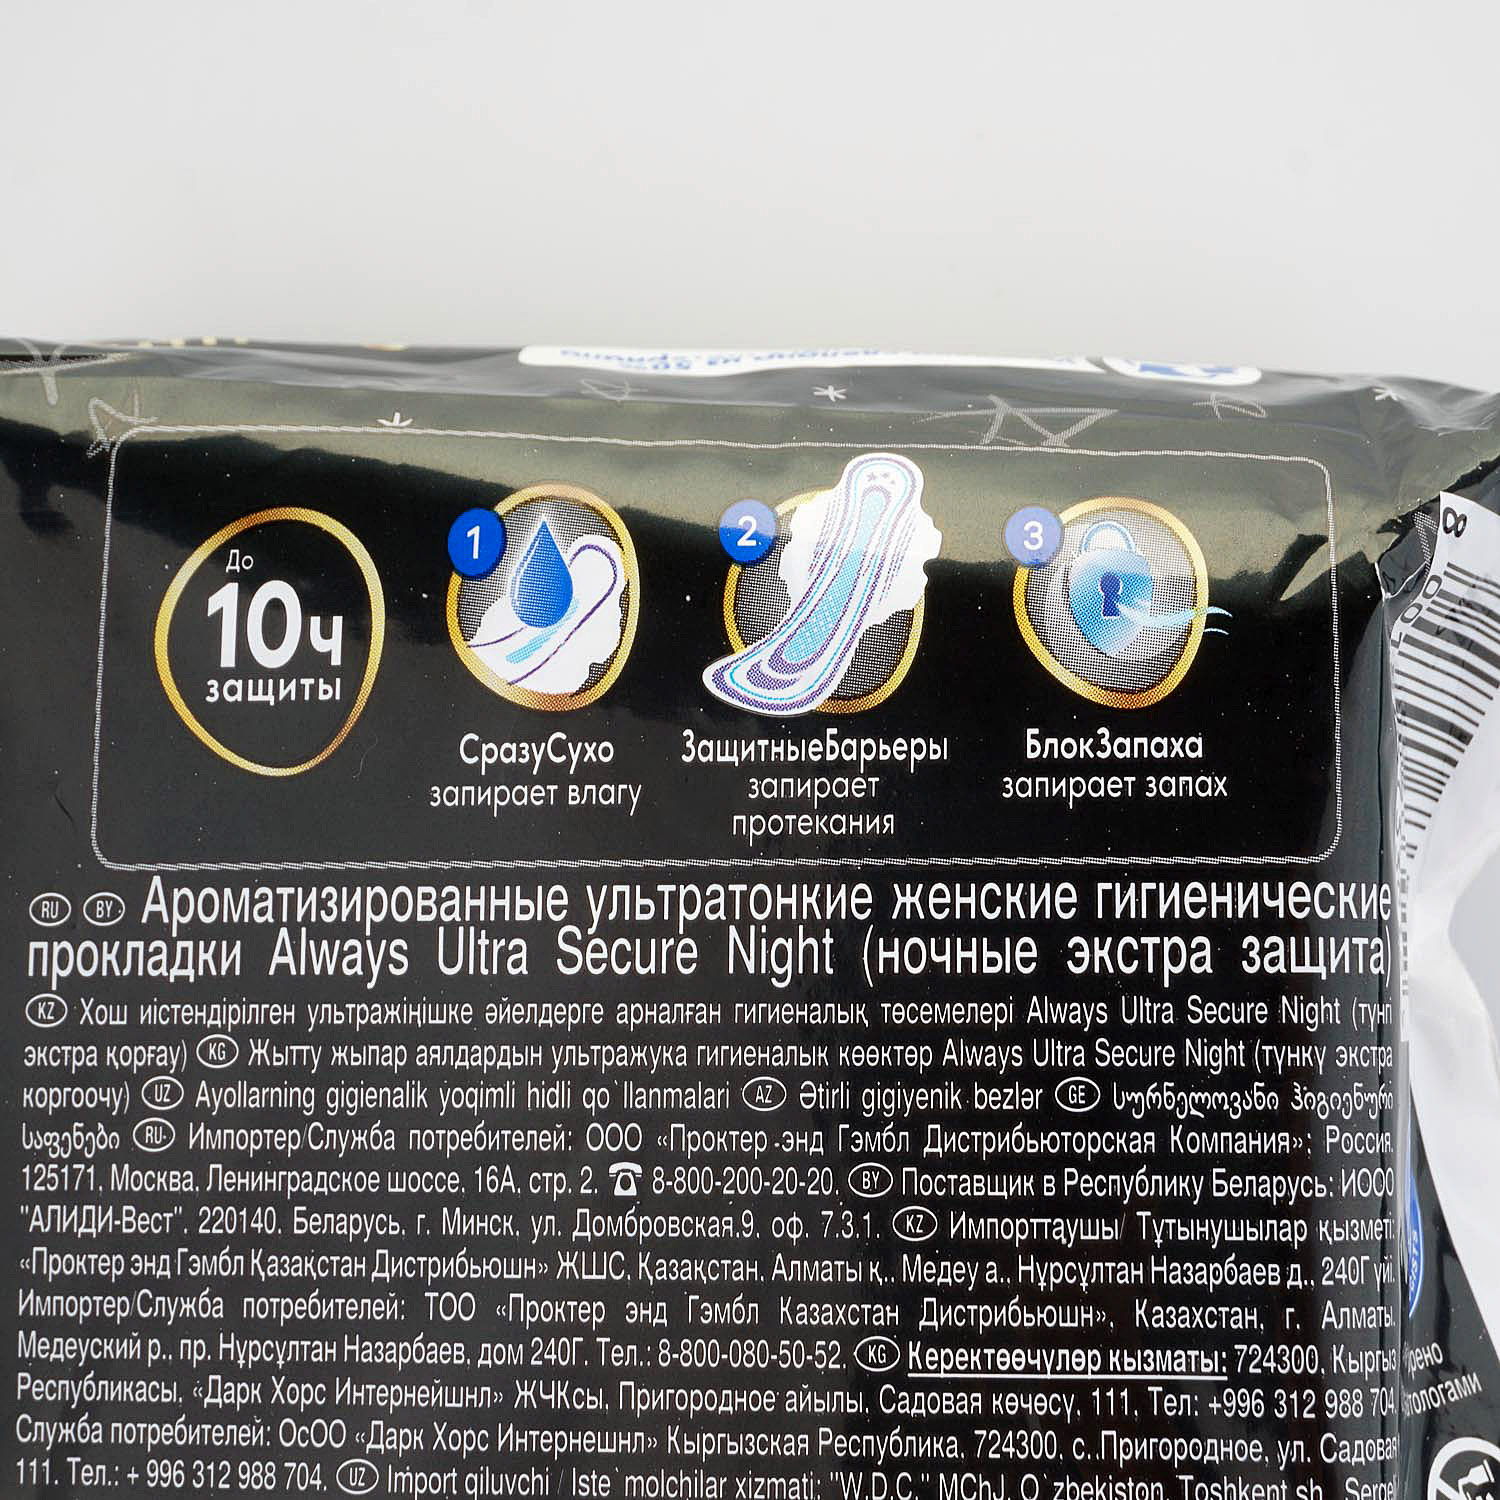 До
10ч
защиты
1
2
3
СразуСухо
запирает влагу
ЗащитныеБарьеры
запирает
протекания
БлокЗапаха
запирает запах
RU BY Ароматизированные ультратонкие женские гигиенические
прокладки Always Ultra Secure Night (ночные экстра защита)
KZ Хош иістендірілген ультражіңішке әйелдерге арналған гигиеналық төсемелері Always Ultra Secure Night (түнгі
экстра қорғау) KG Жытту жыпар аялдардын ультражука гигиеналык көөктөр Always Ultra Secure Night (түнкү экстра
коргоочу) UZ Ayollarning gigienalik yoqimli hidli qo`llanmalari AZ Ətirli gigiyenik bezlər GE სურნელოვანი ჰიგიენური
საფენები RU Импортер/Служба потребителей: ООО «Проктер энд Гэмбл Дистрибьюторская Компания»; Россия,
125171, Москва, Ленинградское шоссе, 16А, стр. 2. ☎ 8-800-200-20-20. BY Поставщик в Республику Беларусь: ИООО
"АЛИДИ-Вест", 220140, Беларусь, г. Минск, ул. Домбровская,9, оф. 7.3.1. KZ Импорттаушы/ Тұтынушылар қызметі:
«Проктер энд Гэмбл Қазақстан Дистрибьюшн» ЖШС, Қазақстан, Алматы қ., Медеу а., Нұрсұлтан Назарбаев д., 240Г үйі.
Импортер/Служба потребителей: ТОО «Проктер энд Гэмбл Казахстан Дистрибьюшн», Казахстан, г. Алматы,
Медеуский р., пр. Нұрсұлтан Назарбаев, дом 240Г. Тел.: 8-800-080-50-52. KG Керектөөчүлөр кызматы: 724300, Кыргыз
Республикасы, «Дарк Хорс Интернейшнл» ЖЧКсы, Пригородное айылы, Садовая көчөсү, 111, Тел: +996 312 988 704.
Служба потребителей: ОсОО «Дарк Хорс Интернешнл» Кыргызская Республика, 724300, с. Пригородное, ул. Садовая
111. Тел.: + 996 312 988 704. UZ Import qiluvchi / Iste`molchilar xizmati: "W.D.C." MChJ, O`zbekiston, Toshkent sh., Sergel
8